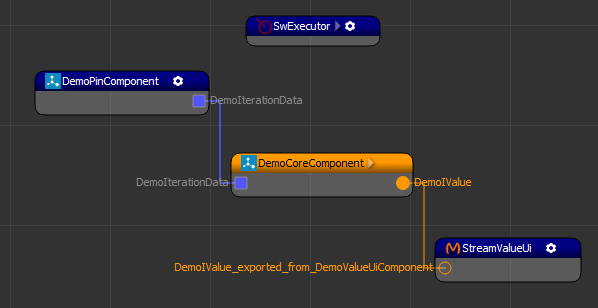 SwExecutor
DemoPinComponent
DemoIterationData
DemoCoreComponent
DemoIterationData
DemoIValue
StreamValueUi
DemoIValue_exported_from_DemoValueUiComponent